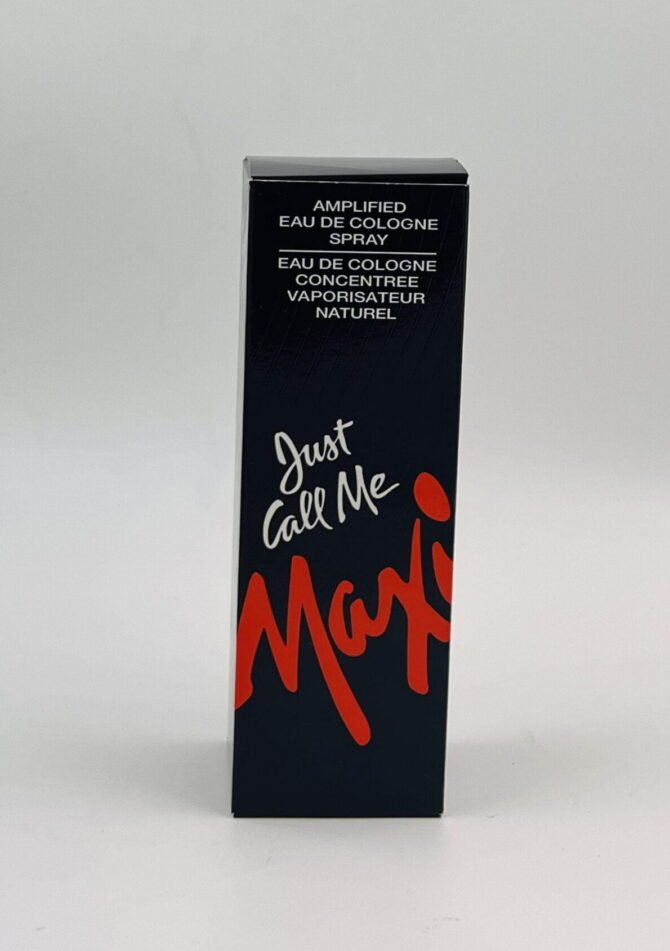 AMPLIFIED
EAU DE COLOGNE
SPRAY
EAU DE COLOGNE
CONCENTREE
VAPORISATEUR
NATUREL
Just
Call Me
Maxi